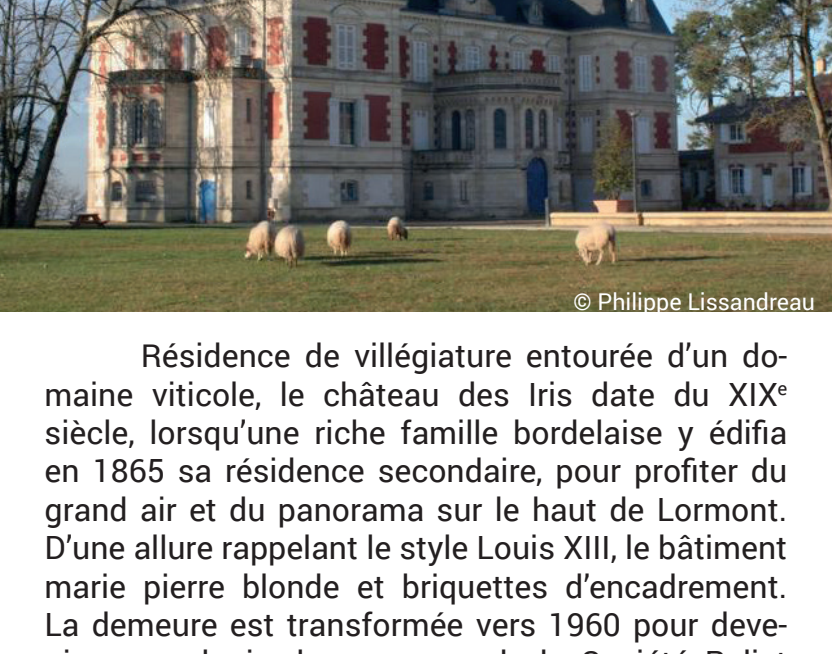 © Philippe Lissandreau
Résidence de villégiature entourée d’un do-
maine viticole, le château des Iris date du XIXe
siècle, lorsqu’une riche famille bordelaise y édifia
en 1865 sa résidence secondaire, pour profiter du
grand air et du panorama sur le haut de Lormont.
D’une allure rappelant le style Louis XIII, le bâtiment
marie pierre blonde et briquettes d’encadrement.
La demeure est transformée vers 1960 pour deve-